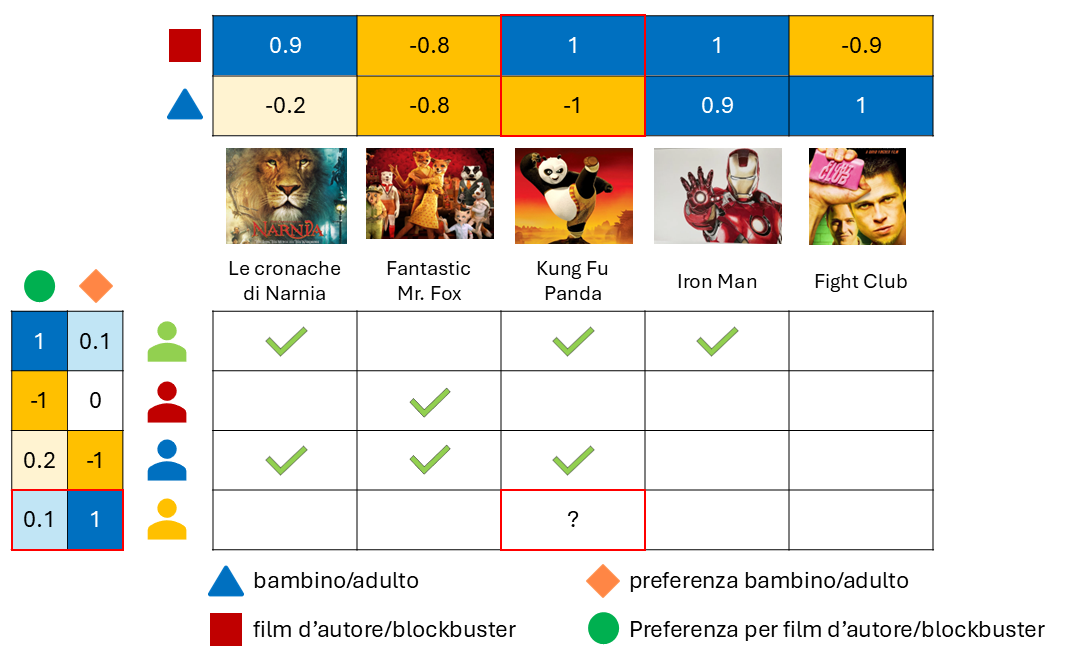 0.9 -0.8 1 1 -0.9
-0.2 -0.8 -1 0.9 1
NARNIA
CLUB
Le cronache
di Narnia
Fantastic
Mr. Fox
Kung Fu
Panda
Iron Man
Fight Club
1 0.1
-1 0
0.2 -1
0.1 1 ?
bambino/adulto
preferenza bambino/adulto
film d’autore/blockbuster
Preferenza per film d’autore/blockbuster